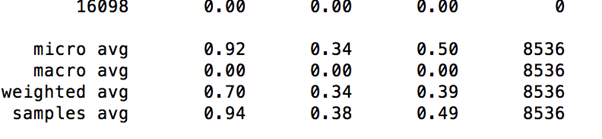 16098 0.00 0.00 0.00 0
micro avg 0.92 0.34 0.50 8536
macro avg 0.00 0.00 0.00 8536
weighted avg 0.70 0.34 0.39 8536
samples avg 0.94 0.38 0.49 8536